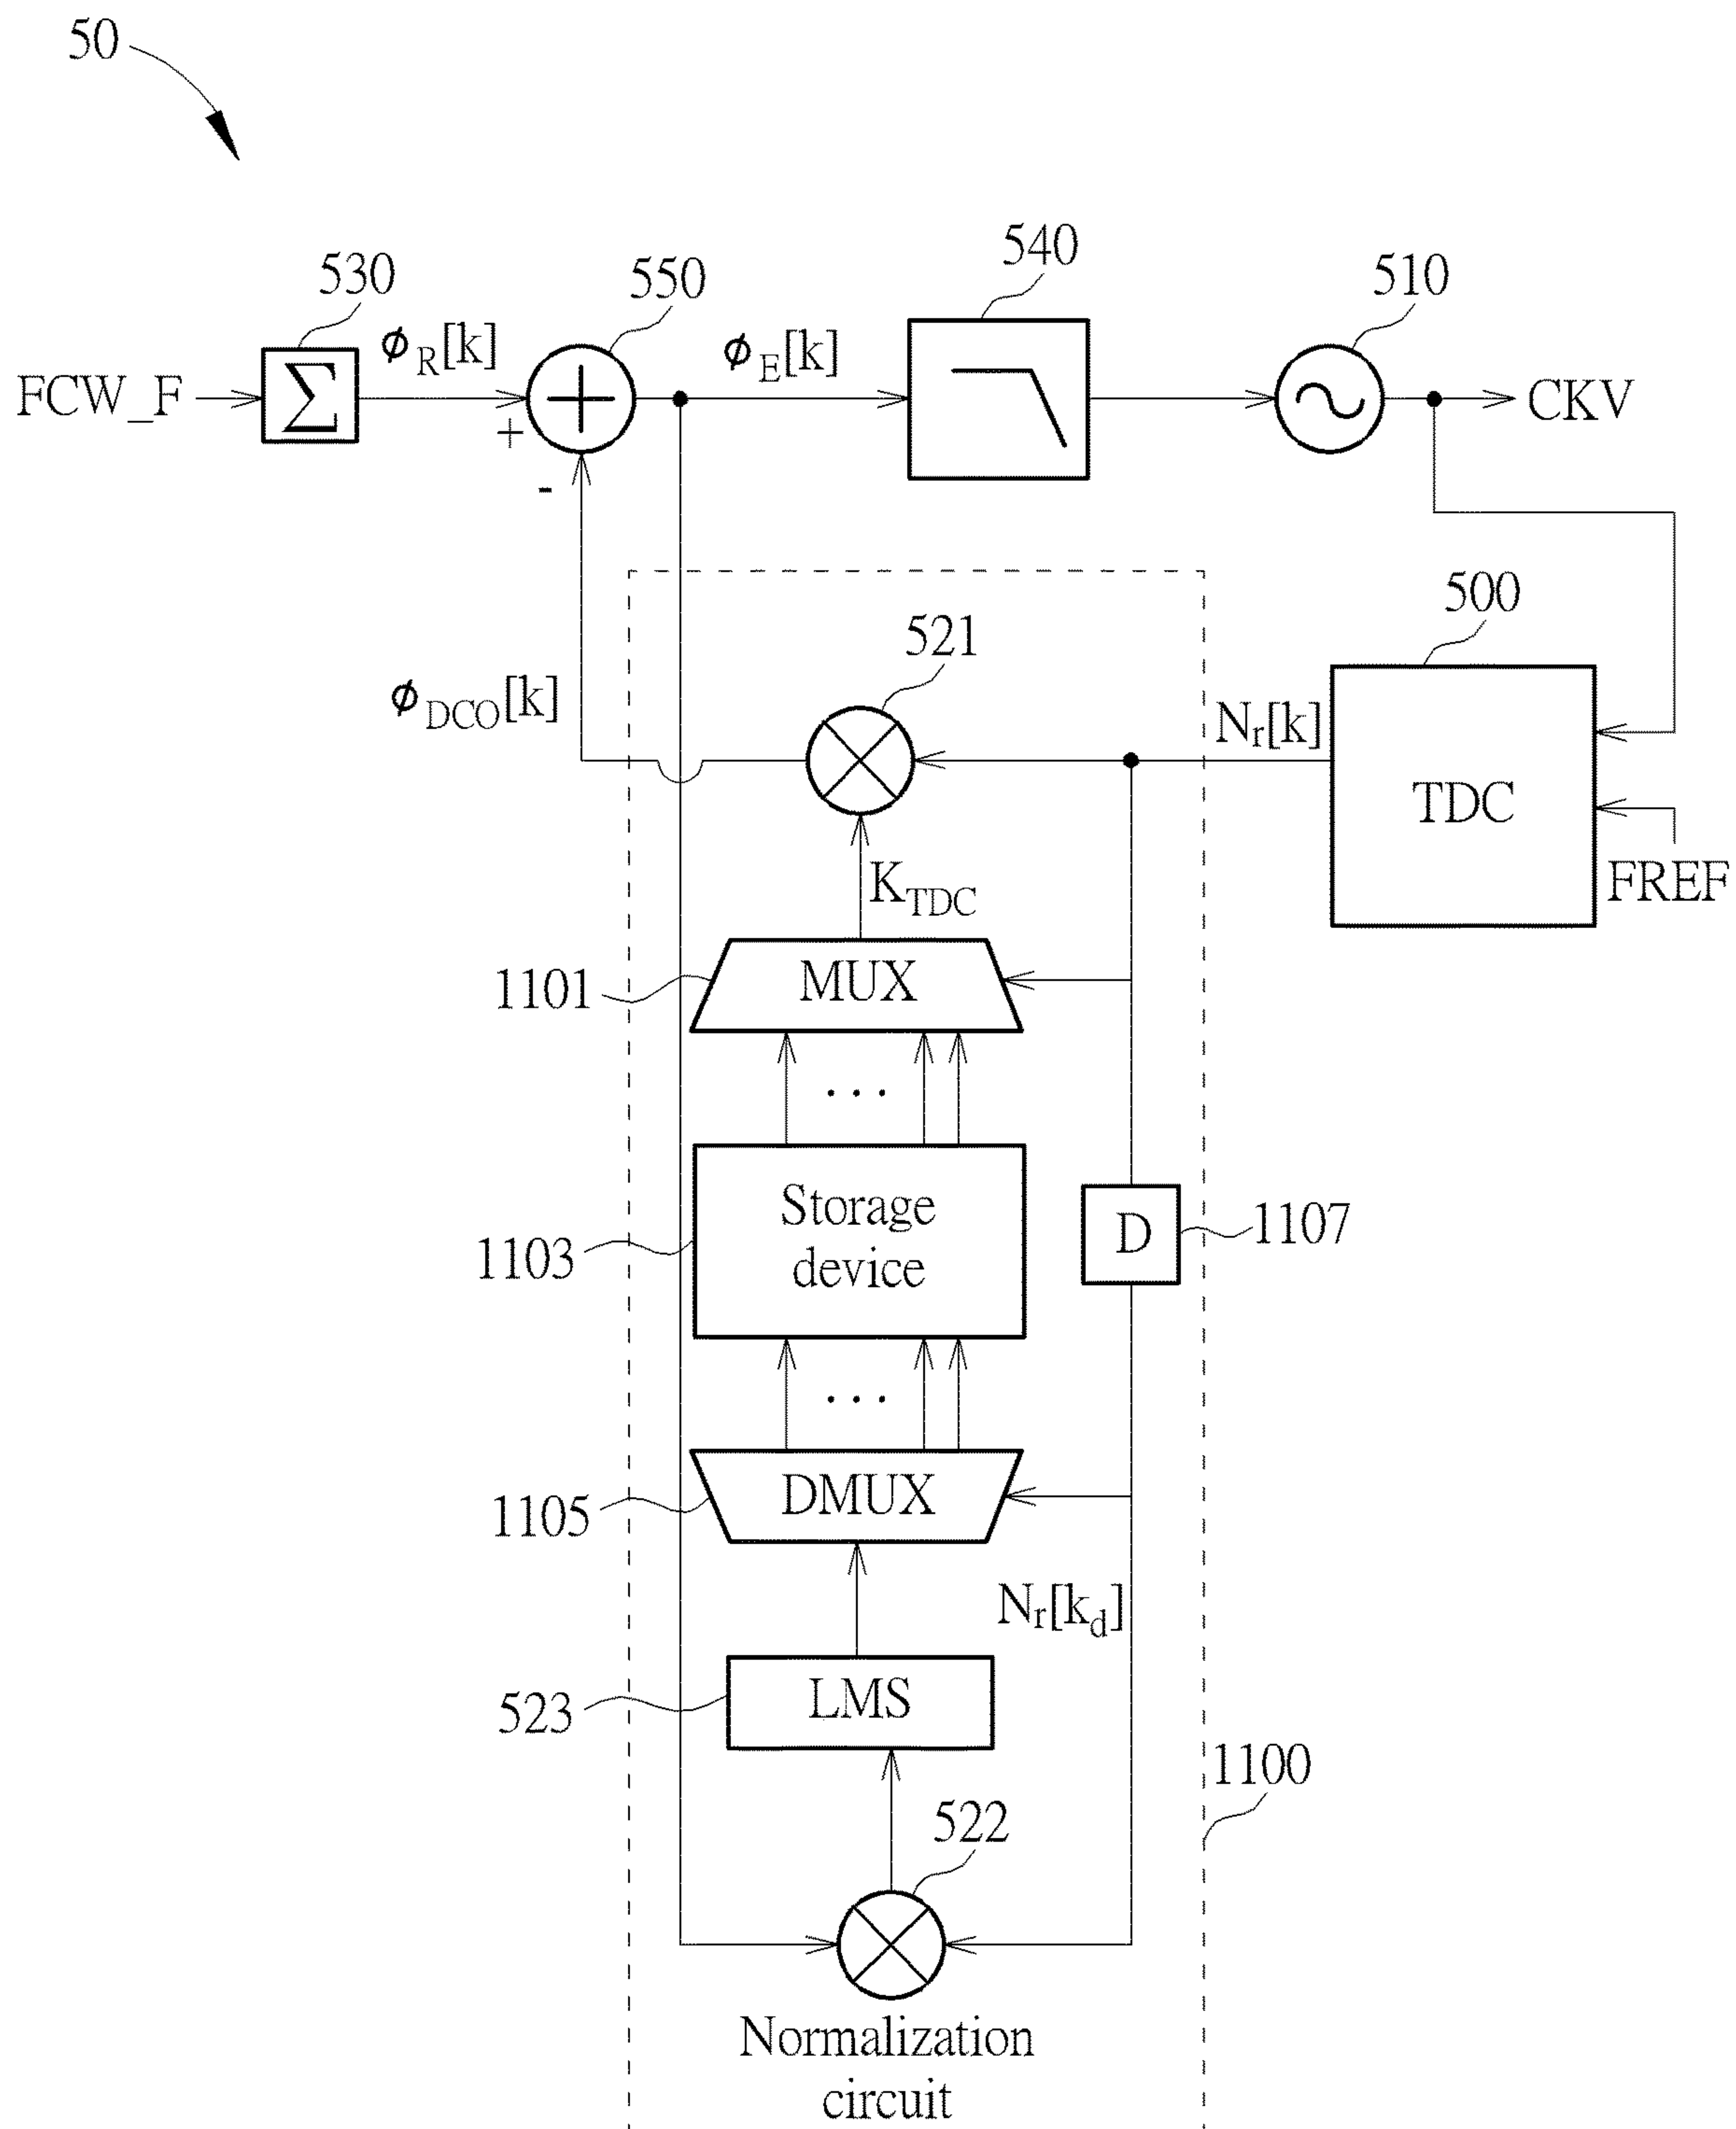 50
530
550
540
510
ϕR[k]
ϕE[k]
FCW_F
Σ
+
-
CKV
500
521
ϕDCO[k]
Nr[k]
TDC
FREF
KTDC
1101
MUX
...
1103
Storage
device
D
1107
...
1105
DMUX
Nr[kd]
523
LMS
1100
522
Normalization
circuit